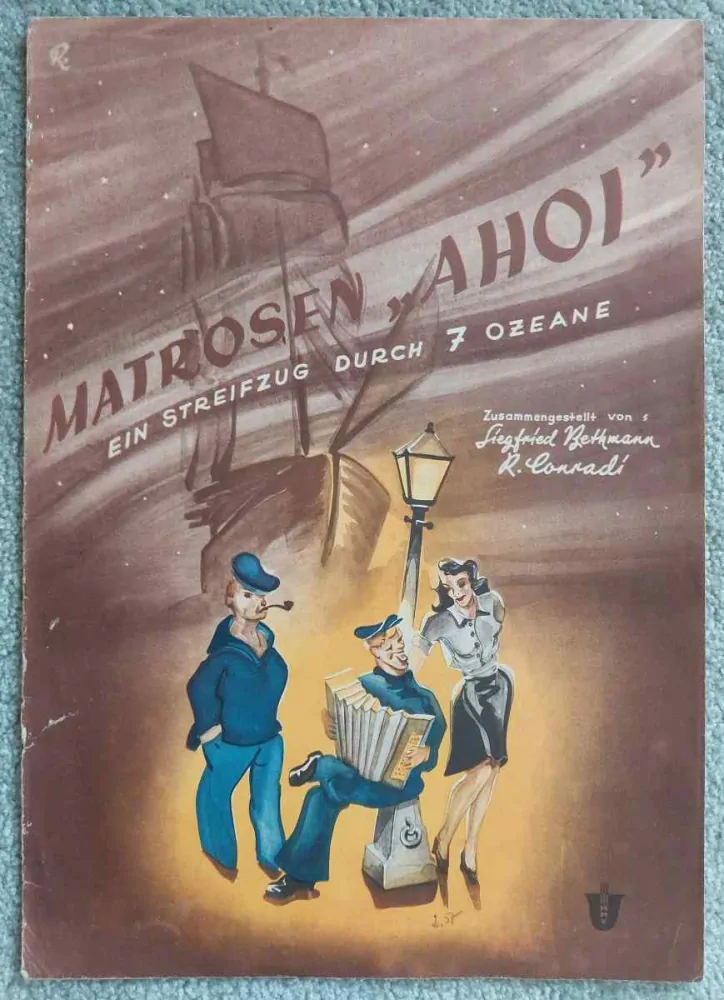 R.
MATROSEN „AHOI”
EIN STREIFZUG DURCH 7 OZEANE
Zusammengestellt von :
Siegfried Bethmann
R. Conradi